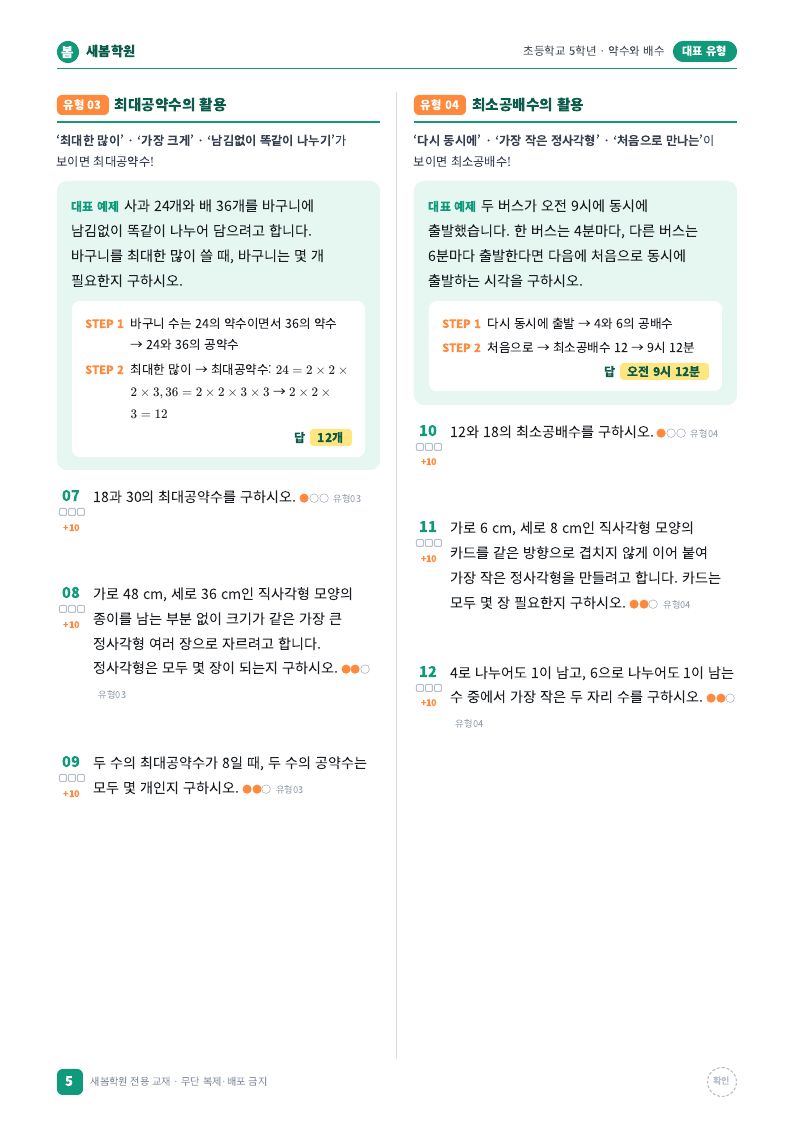 봄 새봄학원
초등학교 5학년 · 약수와 배수 대표 유형
유형 03 최대공약수의 활용
‘최대한 많이’ · ‘가장 크게’ · ‘남김없이 똑같이 나누기’가
보이면 최대공약수!
대표 예제 사과 24개와 배 36개를 바구니에
남김없이 똑같이 나누어 담으려고 합니다.
바구니를 최대한 많이 쓸 때, 바구니는 몇 개
필요한지 구하시오.
STEP 1 바구니 수는 24의 약수이면서 36의 약수
→ 24와 36의 공약수
STEP 2 최대한 많이 → 최대공약수: 24 = 2 × 2 ×
2 × 3, 36 = 2 × 2 × 3 × 3 → 2 × 2 ×
3 = 12
답 12개
07 18과 30의 최대공약수를 구하시오. ●○○ 유형03
□□□
+10
08 가로 48 cm, 세로 36 cm인 직사각형 모양의
□□□ 종이를 남는 부분 없이 크기가 같은 가장 큰
+10 정사각형 여러 장으로 자르려고 합니다.
정사각형은 모두 몇 장이 되는지 구하시오. ●●○
유형03
09 두 수의 최대공약수가 8일 때, 두 수의 공약수는
□□□ 모두 몇 개인지 구하시오. ●●○ 유형03
+10
유형 04 최소공배수의 활용
‘다시 동시에’ · ‘가장 작은 정사각형’ · ‘처음으로 만나는’이
보이면 최소공배수!
대표 예제 두 버스가 오전 9시에 동시에
출발했습니다. 한 버스는 4분마다, 다른 버스는
6분마다 출발한다면 다음에 처음으로 동시에
출발하는 시각을 구하시오.
STEP 1 다시 동시에 출발 → 4와 6의 공배수
STEP 2 처음으로 → 최소공배수 12 → 9시 12분
답 오전 9시 12분
10 12와 18의 최소공배수를 구하시오. ●○○ 유형04
□□□
+10
11 가로 6 cm, 세로 8 cm인 직사각형 모양의
□□□ 카드를 같은 방향으로 겹치지 않게 이어 붙여
+10 가장 작은 정사각형을 만들려고 합니다. 카드는
모두 몇 장 필요한지 구하시오. ●●○ 유형04
12 4로 나누어도 1이 남고, 6으로 나누어도 1이 남는
□□□ 수 중에서 가장 작은 두 자리 수를 구하시오. ●●○
+10
유형04
5 새봄학원 전용 교재 · 무단 복제·배포 금지
확인